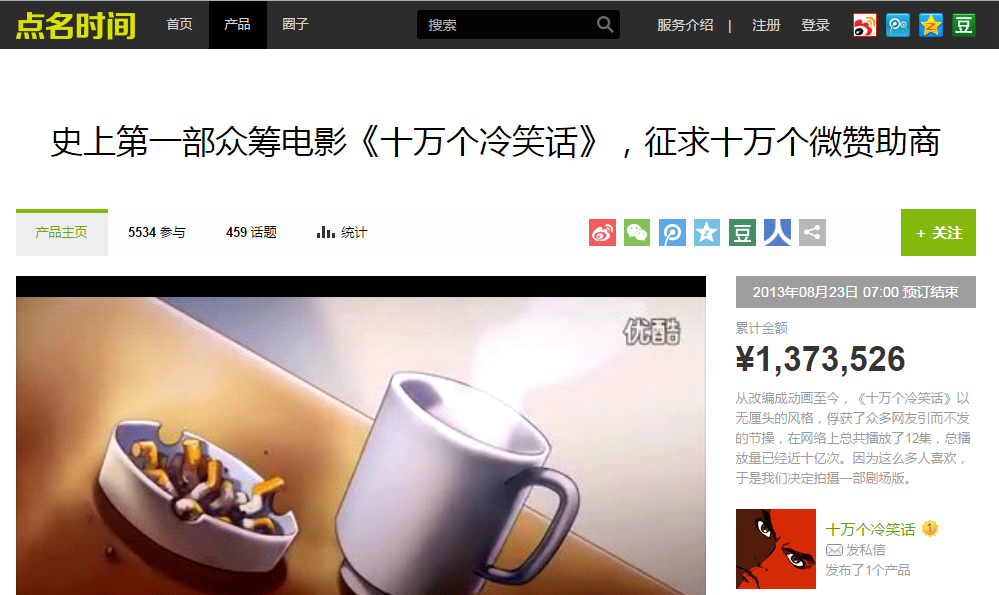 点名时间 首页 产品 圈子 搜索 服务介绍 | 注册 登录 豆
史上第一部众筹电影《十万个冷笑话》，征求十万个微赞助商
产品主页 5534 参与 459 话题 统计 豆 人 + 关注
优酷
2013年08月23日 07:00 预订结束
累计金额
¥1,373,526
从改编成动画至今，《十万个冷笑话》以
无厘头的风格，俘获了众多网友引而不发
的节操，在网络上总共播放了12集，总播
放量已经近十亿次。因为这么多人喜欢，
于是我们决定拍摄一部剧场版。
十万个冷笑话 1
发私信
发布了1个产品